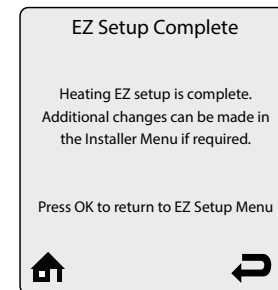 EZ Setup Complete
Heating EZ setup is complete.
Additional changes can be made in
the Installer Menu if required.
Press OK to return to EZ Setup Menu